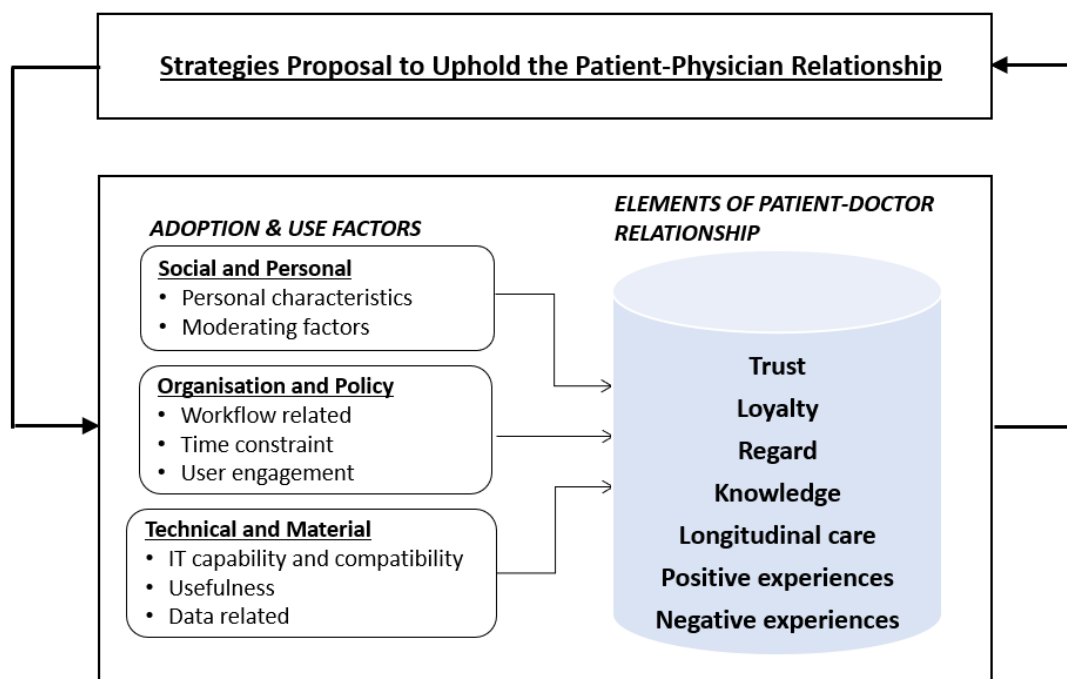 Strategies Proposal to Uphold the Patient-Physician Relationship
ADOPTION & USE FACTORS
Social and Personal
• Personal characteristics
• Moderating factors
Organisation and Policy
• Workflow related
• Time constraint
• User engagement
Technical and Material
• IT capability and compatibility
• Usefulness
• Data related
ELEMENTS OF PATIENT-DOCTOR
RELATIONSHIP
Trust
Loyalty
Regard
Knowledge
Longitudinal care
Positive experiences
Negative experiences